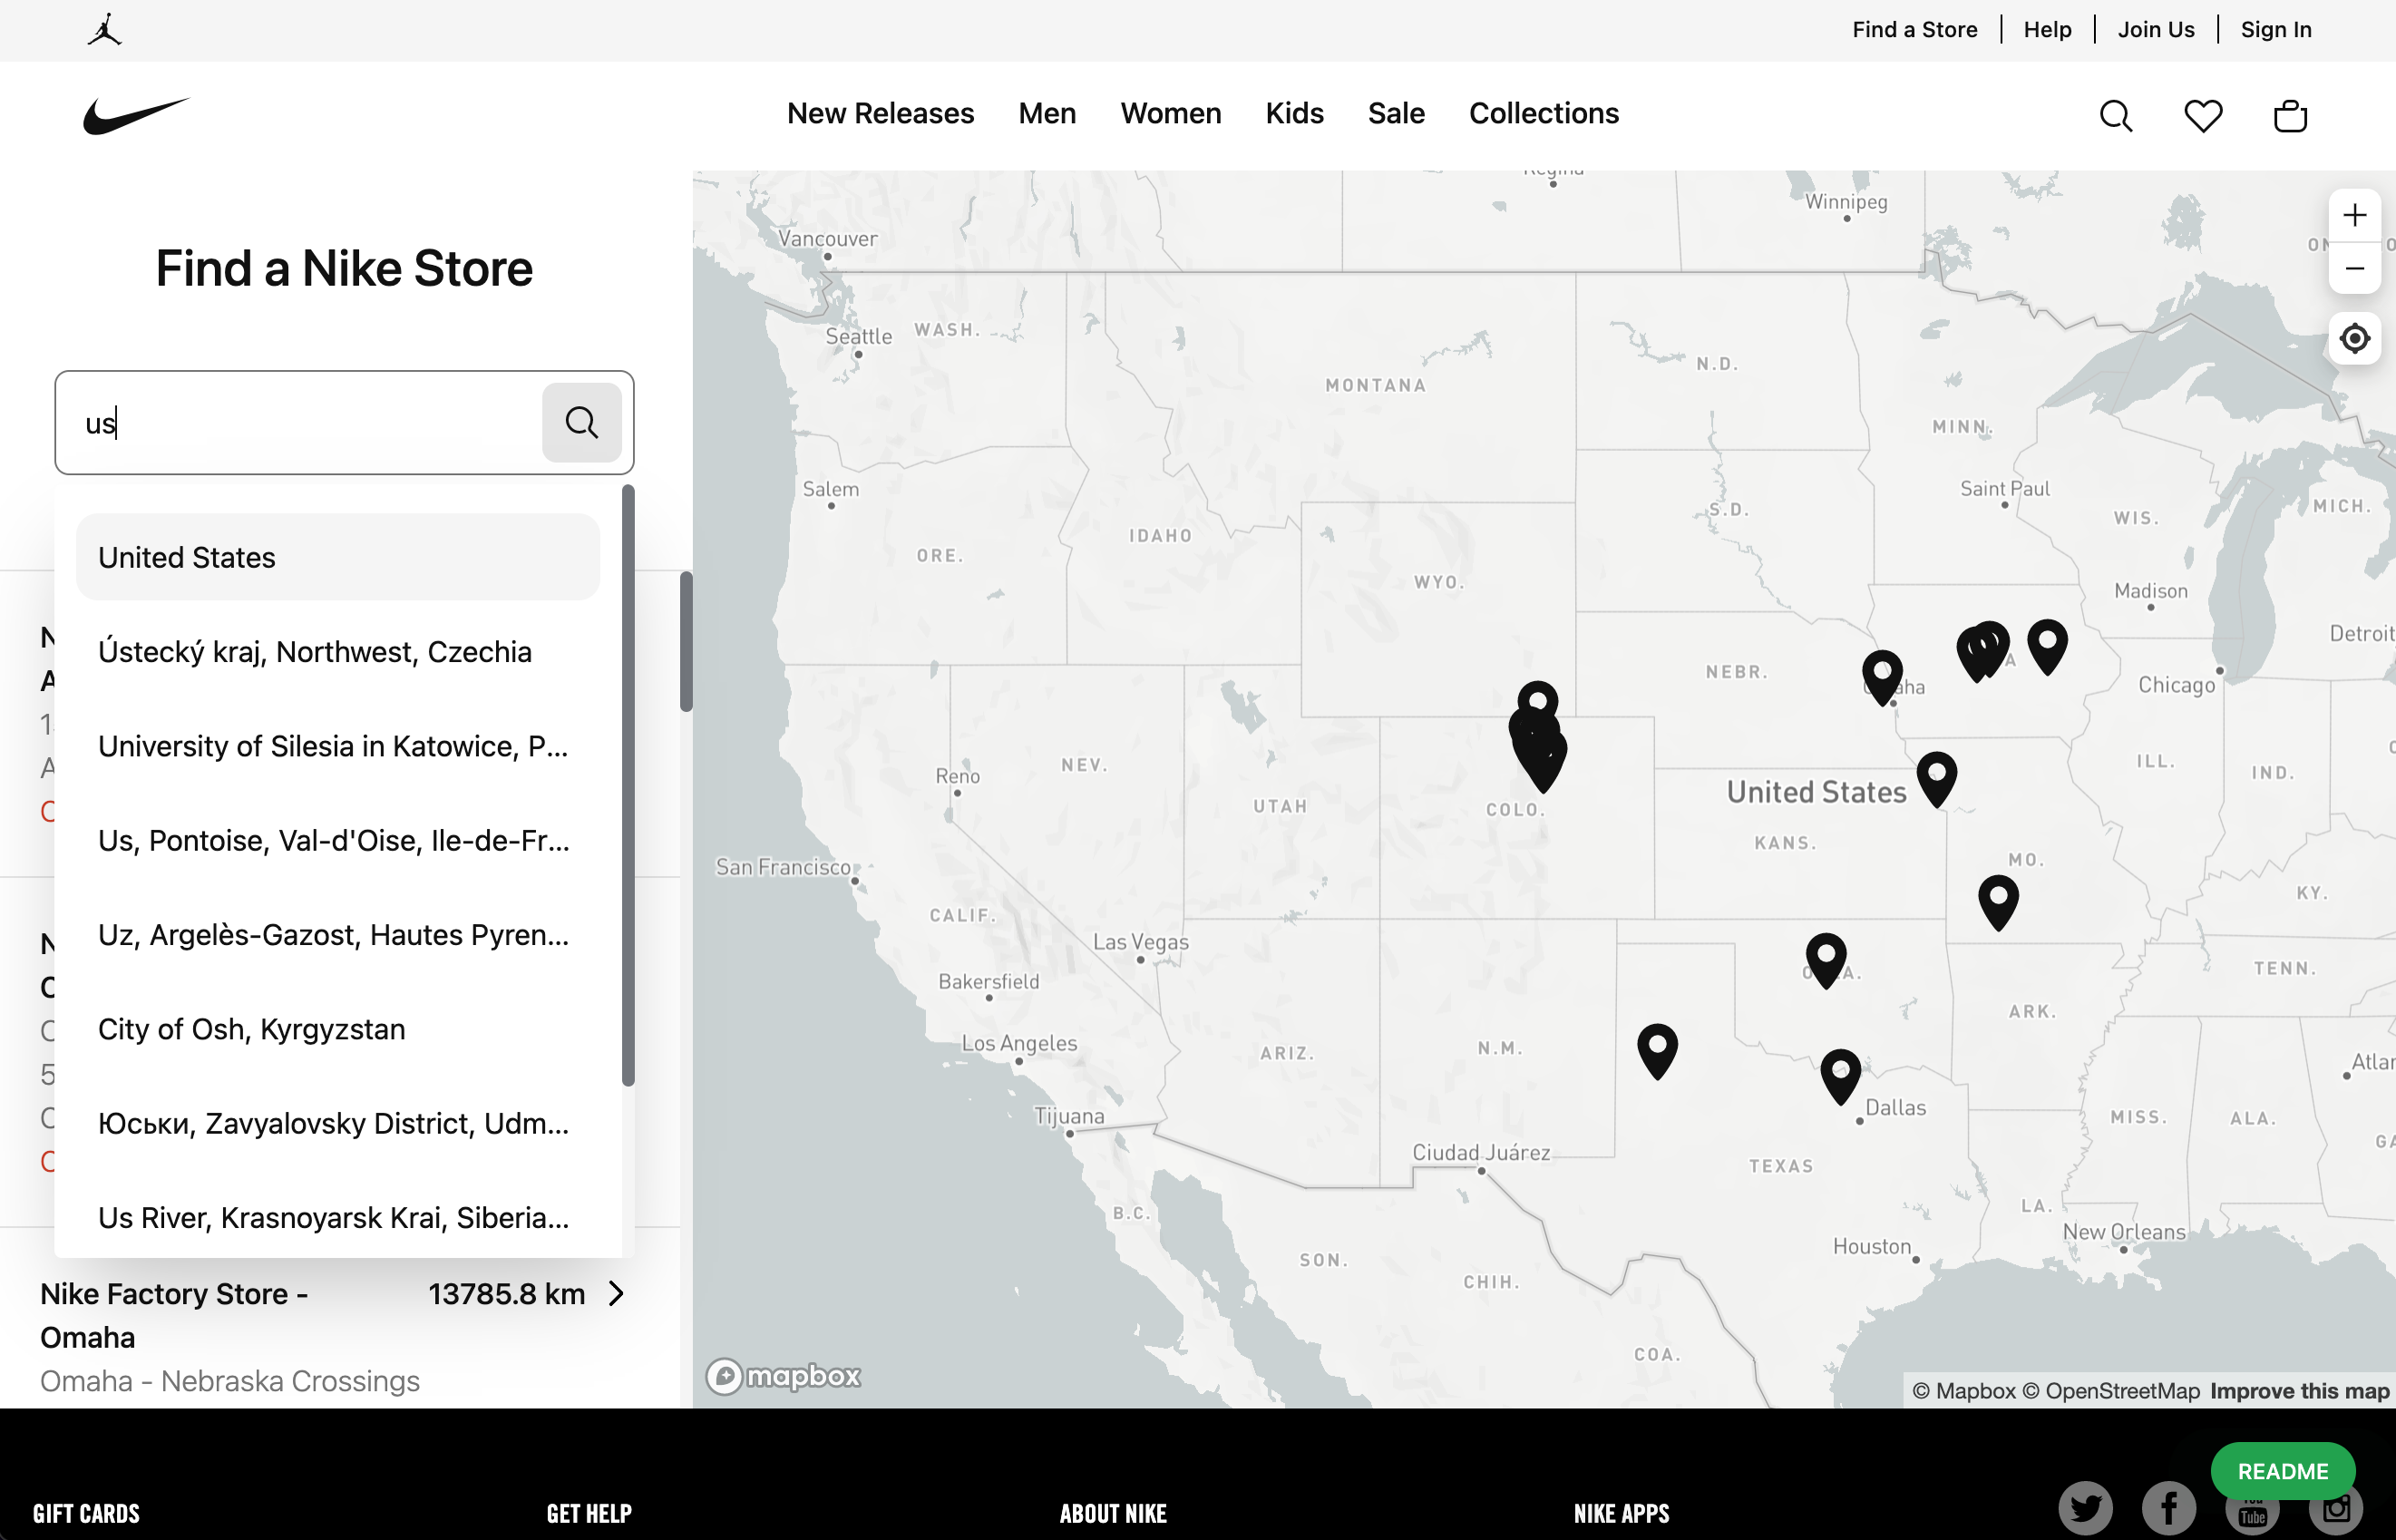 Find a Store
Help
Join Us
Sign In
New Releases
Men
Women
Kids
Sale
Collections
Find a Nike Store
us
United States
Ústecký kraj, Northwest, Czechia
University of Silesia in Katowice, P...
Us, Pontoise, Val-d'Oise, Ile-de-Fr...
Uz, Argelès-Gazost, Hautes Pyren...
City of Osh, Kyrgyzstan
Юськи, Zavyalovsky District, Udm...
Us River, Krasnoyarsk Krai, Siberia...
Nike Factory Store -
Omaha
13785.8 km
Omaha - Nebraska Crossings
Vancouver
Winnipeg
Seattle
WASH.
MONTANA
N.D.
MINN.
Salem
ORE.
IDAHO
S.D.
Saint Paul
WIS.
MICH.
WYO.
Madison
Detroit
NEBR.
Chicago
Reno
NEV.
UTAH
COLO.
United States
KANS.
ILL.
IND.
MO.
San Francisco
CALIF.
KY.
Las Vegas
Bakersfield
TENN.
Los Angeles
ARIZ.
N.M.
ARK.
Tijuana
Dallas
MISS.
ALA.
Ciudad Juárez
TEXAS
B.C.
LA.
SON.
CHIH.
Houston
New Orleans
COA.
mapbox
© Mapbox © OpenStreetMap Improve this map
README
GIFT CARDS
GET HELP
ABOUT NIKE
NIKE APPS